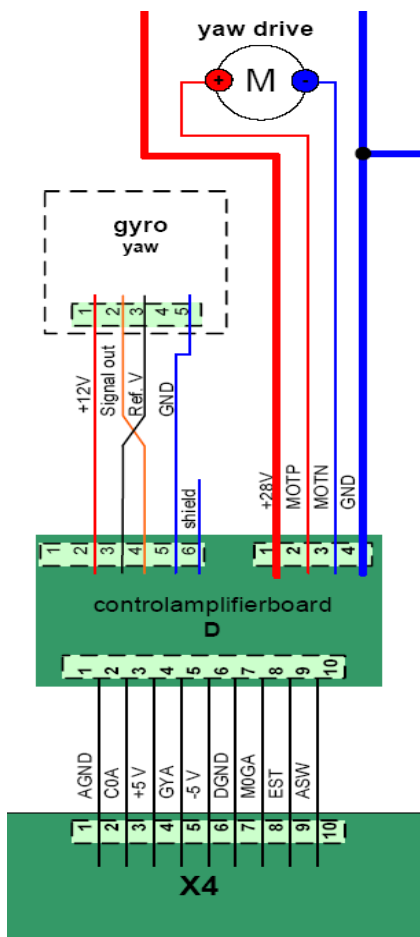 yaw drive
+ M -
gyro
yaw
1 2 3 4 5
+12V
Signal out
Ref. V
GND
shield
+28V
MOTP
MOTN
GND
1 2 3 4 5 6
1 2 3 4
controlamplifierboard
D
1 2 3 4 5 6 7 8 9 10
AGND
C0A
+5 V
GYA
-5 V
DGND
M0GA
EST
ASW
1 2 3 4 5 6 7 8 9 10
X4